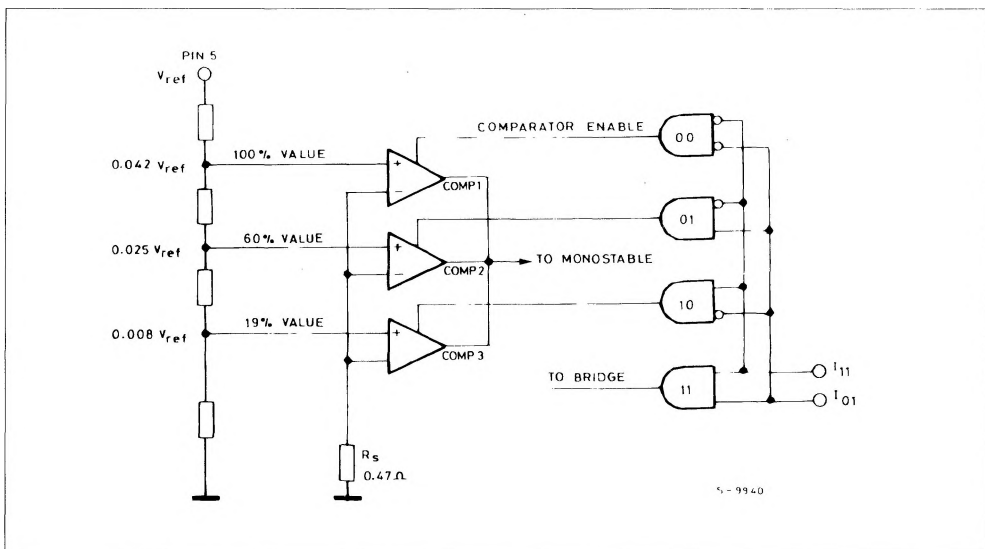 PIN 5
Vref
COMPARATOR ENABLE
00
0.042 Vref
100% VALUE
+
−
COMP1
01
0.025 Vref
60% VALUE
+
−
COMP2
TO MONOSTABLE
10
0.008 Vref
19% VALUE
+
−
COMP 3
TO BRIDGE
11
I11
I01
Rs
0.47Ω
S-9940